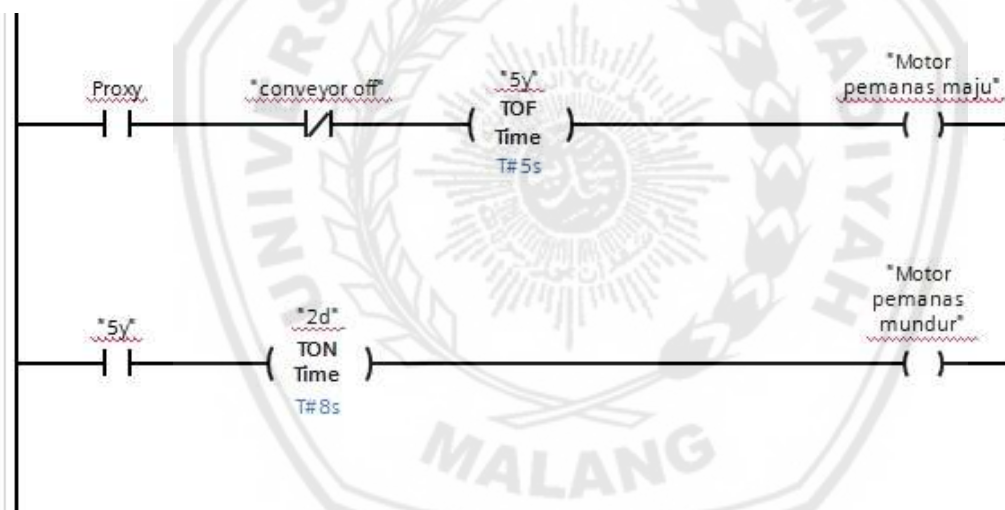 Proxy
"conveyor off"
"5y"
TOF
Time
T#5s
"Motor
pemanas maju"
"5y"
"2d"
TON
Time
T#8s
"Motor
pemanas
mundur"
MALANG